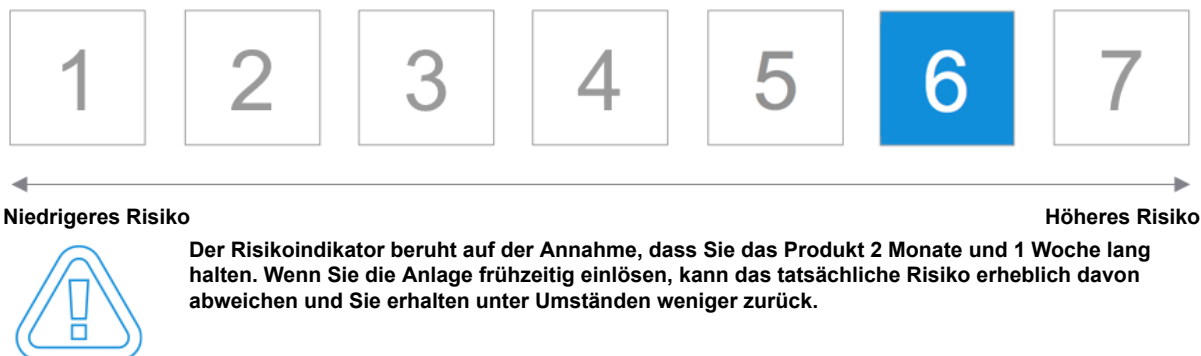 1 2 3 4 5 6 7
Niedrigeres Risiko Höheres Risiko
Der Risikoindikator beruht auf der Annahme, dass Sie das Produkt 2 Monate und 1 Woche lang
halten. Wenn Sie die Anlage frühzeitig einlösen, kann das tatsächliche Risiko erheblich davon
abweichen und Sie erhalten unter Umständen weniger zurück.